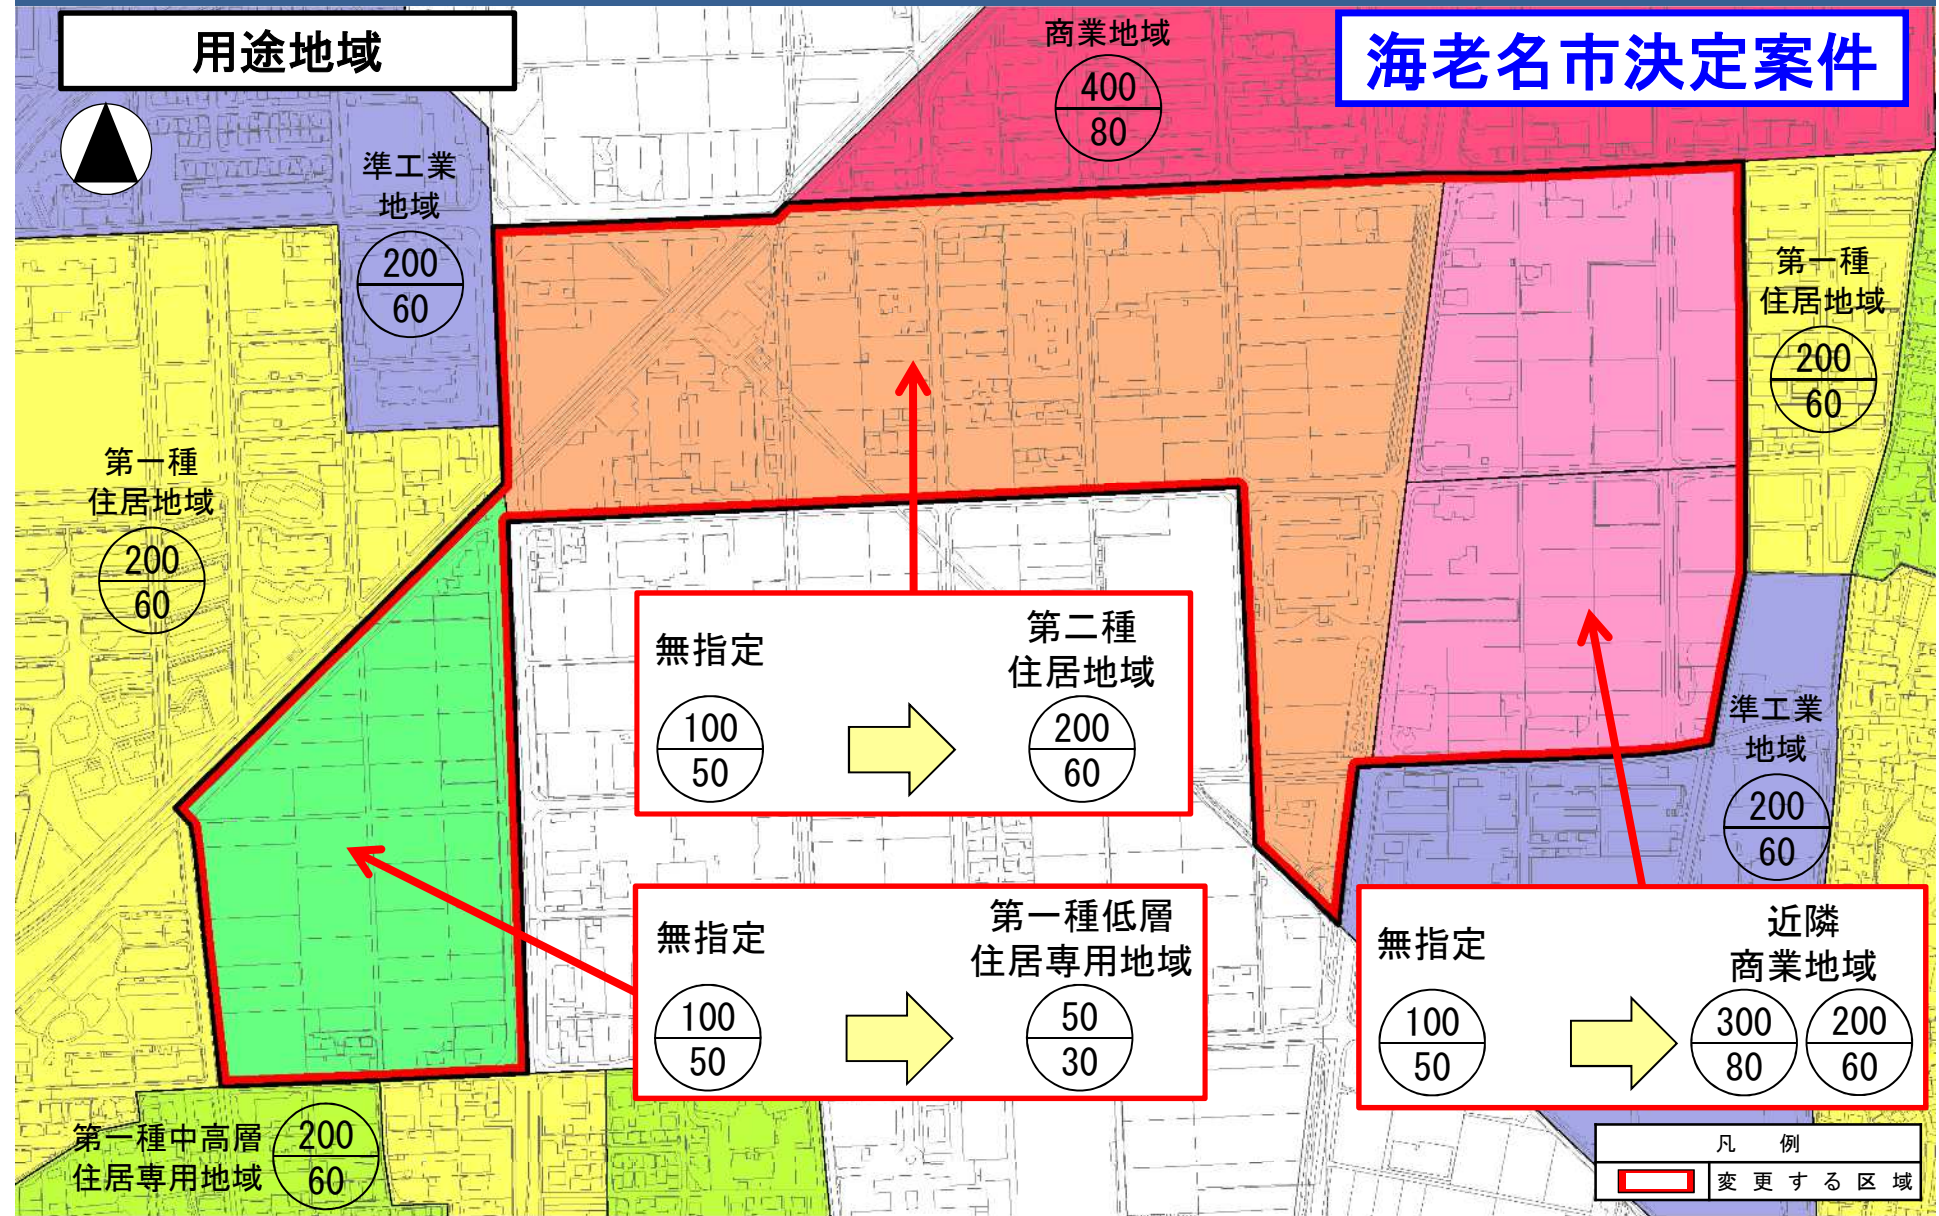 用途地域
海老名市決定案件
商業地域
400
80
準工業
地域
200
60
第一種
住居地域
200
60
第一種
住居地域
200
60
無指定
100
50
第二種
住居地域
200
60
準工業
地域
200
60
無指定
100
50
第一種低層
住居専用地域
50
30
無指定
100
50
近隣
商業地域
300
80
200
60
第一種中高層
住居専用地域
200
60
凡 例
変更する区域